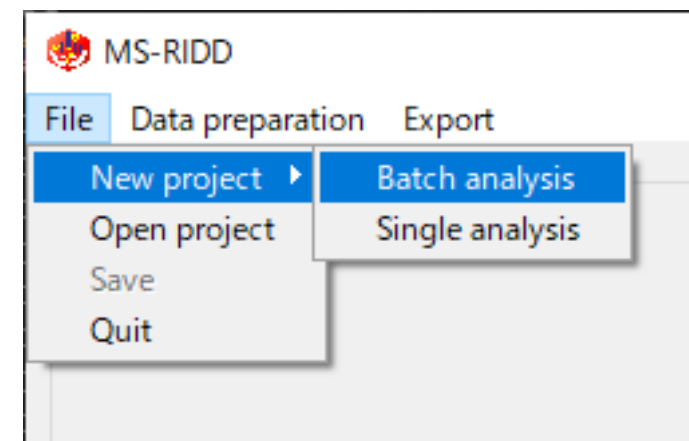 MS-RIDD
File Data preparation Export
New project Batch analysis
Open project Single analysis
Save
Quit